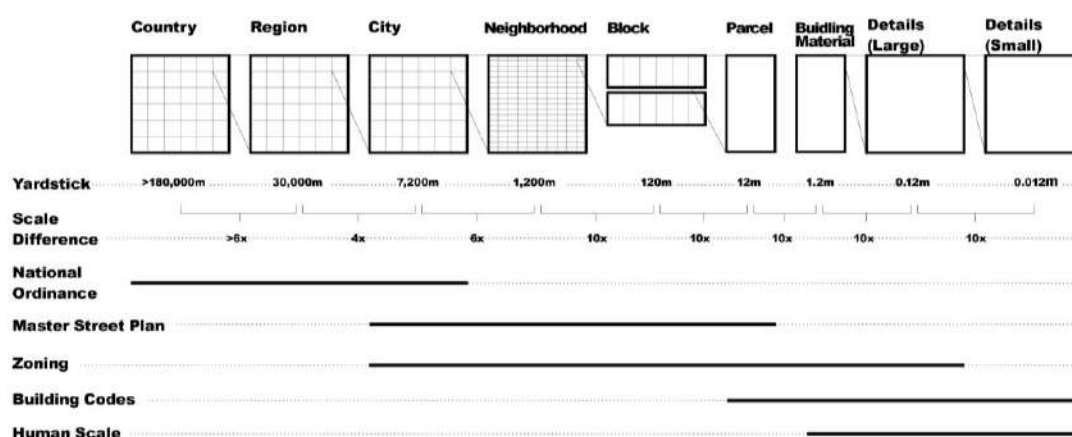 Country Region City Neighborhood Block Parcel Buidling Material Details (Large) Details (Small)
Yardstick >180,000m 30,000m 7,200m 1,200m 120m 12m 1.2m 0.12m 0.012m
Scale Difference >6x 4x 6x 10x 10x 10x 10x 10x
National Ordinance
Master Street Plan
Zoning
Building Codes
Human Scale